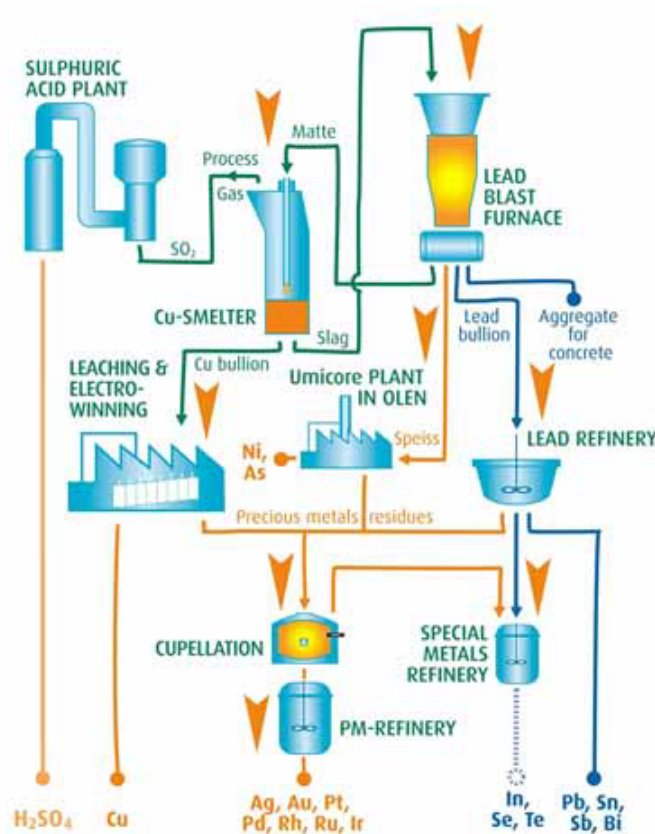 SULPHURIC
ACID PLANT
Matte
Process
Gas
LEAD
BLAST
FURNACE
SO₂
Cu-SMELTER
Slag
Lead
bullion
Aggregate
for
concrete
Cu bullion
LEACHING &
ELECTRO-
WINNING
Umicore PLANT
IN OLEN
Ni,
As
Speiss
LEAD REFINERY
Precious metals residues
CUPELLATION
SPECIAL
METALS
REFINERY
PM-REFINERY
H₂SO₄
Cu
Ag, Au, Pt,
Pd, Rh, Ru, Ir
In,
Se, Te
Pb, Sn,
Sb, Bi